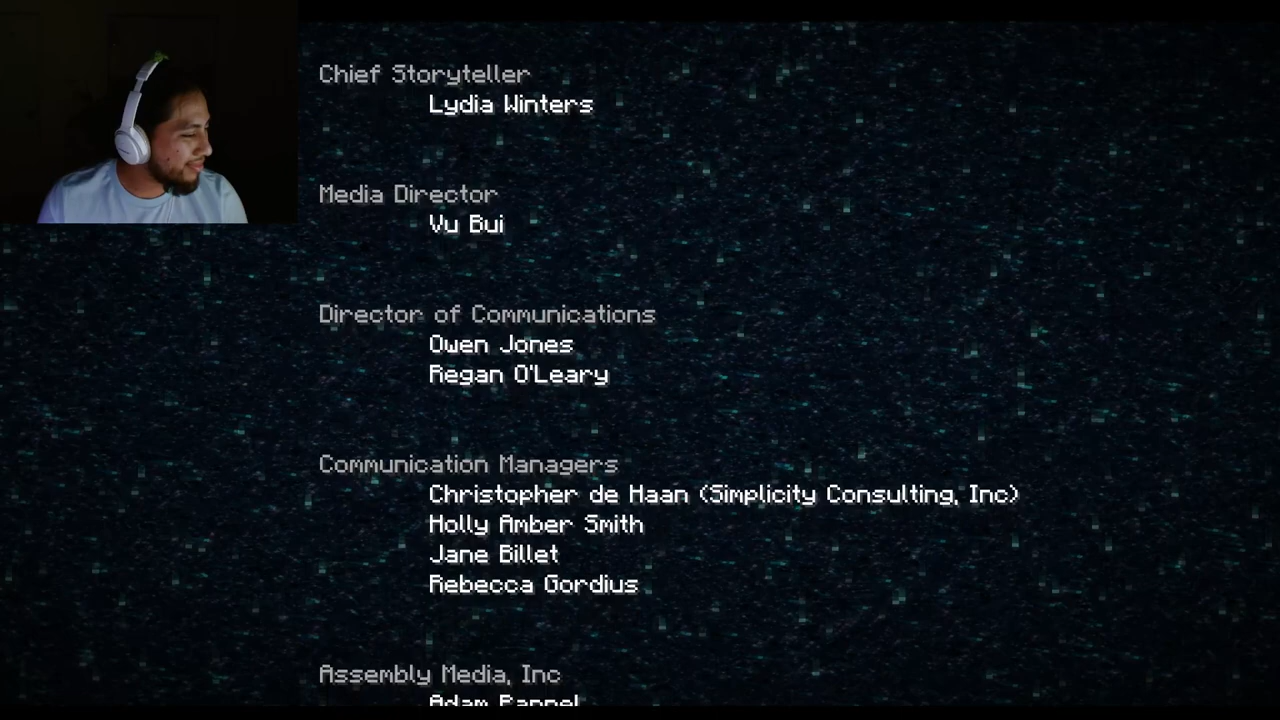 Chief Storyteller
Lydia Winters
Media Director
Vu Bui
Director of Communications
Owen Jones
Regan O'Leary
Communication Managers
Christopher de Haan (Simplicity Consulting, Inc)
Holly Amber Smith
Jane Billet
Rebecca Gordius
Assembly Media, Inc
Adam